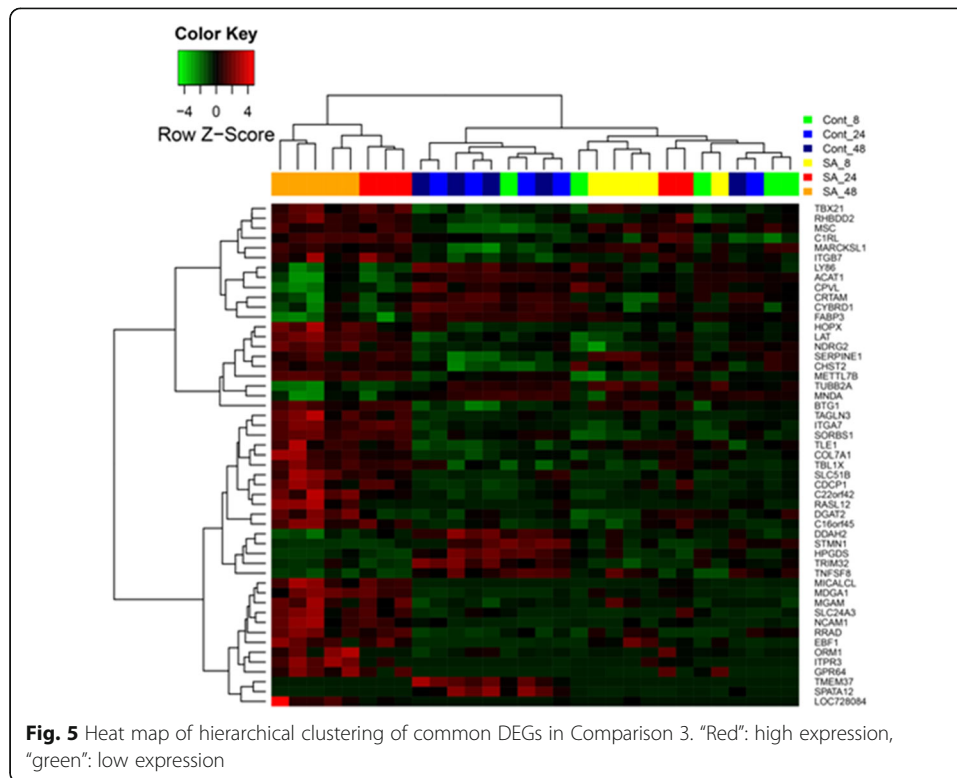 Color Key
−4 0 4
Row Z−Score
Cont_8
Cont_24
Cont_48
SA_8
SA_24
SA_48
TBX21
RHBDD2
MSC
C1RL
MARCKSL1
ITGB7
LY86
ACAT1
CPVL
CRTAM
CYBRD1
FABP3
HOPX
LAT
NDRG2
SERPINE1
CHST2
METTL7B
TUBB2A
MNDA
BTG1
TAGLN3
ITGA7
SORBS1
TLE1
COL7A1
TBL1X
SLC51B
CDCP1
C22orf42
RASL12
DGAT2
C16orf45
DDAH2
STMN1
HPGDS
TRIM32
TNFSF8
MICALCL
MDGA1
MGAM
SLC24A3
NCAM1
RRAD
EBF1
ORM1
ITPR3
GPR64
TMEM37
SPATA12
LOC728084
Fig. 5 Heat map of hierarchical clustering of common DEGs in Comparison 3. “Red”: high expression,
“green”: low expression